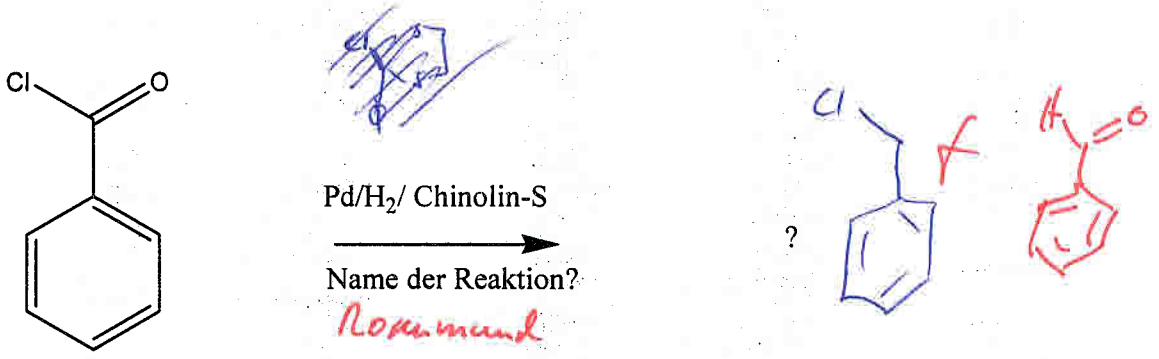 Cl O
Cl
H O
Pd/H₂/ Chinolin-S
?
Name der Reaktion?
Rosenmund